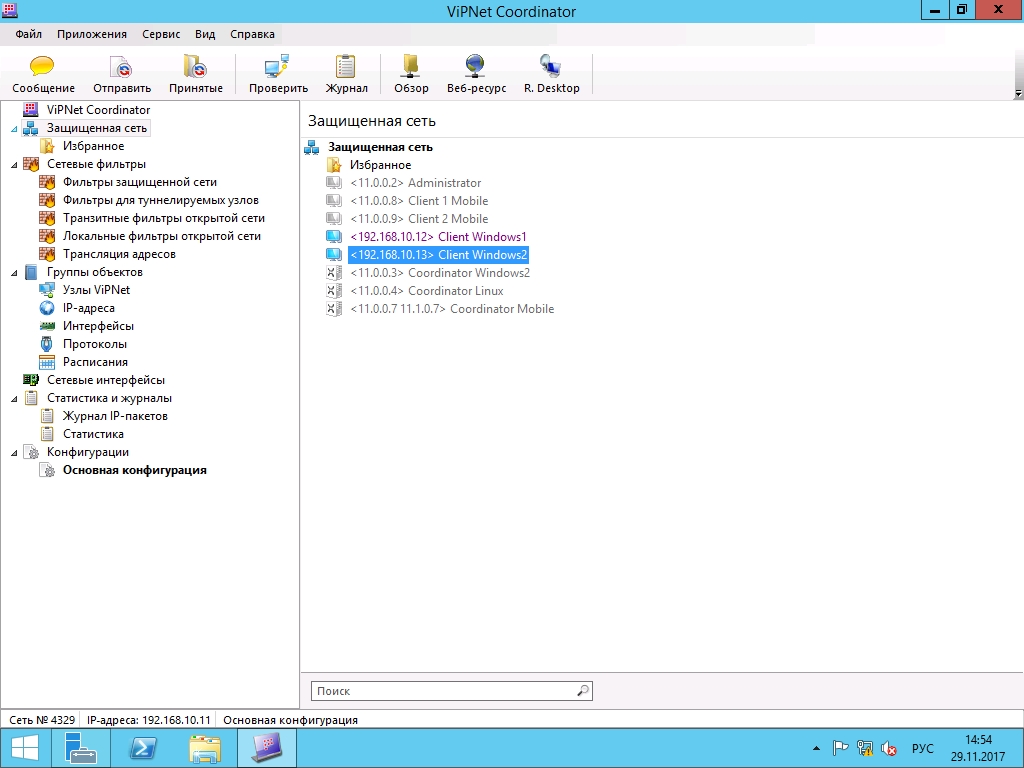 ViPNet Coordinator
Файл Приложения Сервис Вид Справка
Сообщение Отправить Принятые Проверить Журнал Обзор Веб-ресурс R. Desktop
ViPNet Coordinator
Защищенная сеть
Избранное
Сетевые фильтры
Фильтры защищенной сети
Фильтры для туннелируемых узлов
Транзитные фильтры открытой сети
Локальные фильтры открытой сети
Трансляция адресов
Группы объектов
Узлы ViPNet
IP-адреса
Интерфейсы
Протоколы
Расписания
Сетевые интерфейсы
Статистика и журналы
Журнал IP-пакетов
Статистика
Конфигурации
Основная конфигурация
Защищенная сеть
Защищенная сеть
Избранное
<11.0.0.2> Administrator
<11.0.0.8> Client 1 Mobile
<11.0.0.9> Client 2 Mobile
<192.168.10.12> Client Windows1
<192.168.10.13> Client Windows2
<11.0.0.3> Coordinator Windows2
<11.0.0.4> Coordinator Linux
<11.0.0.7 11.1.0.7> Coordinator Mobile
Поиск
Сеть № 4329 IP-адреса: 192.168.10.11 Основная конфигурация
РУС
14:54
29.11.2017